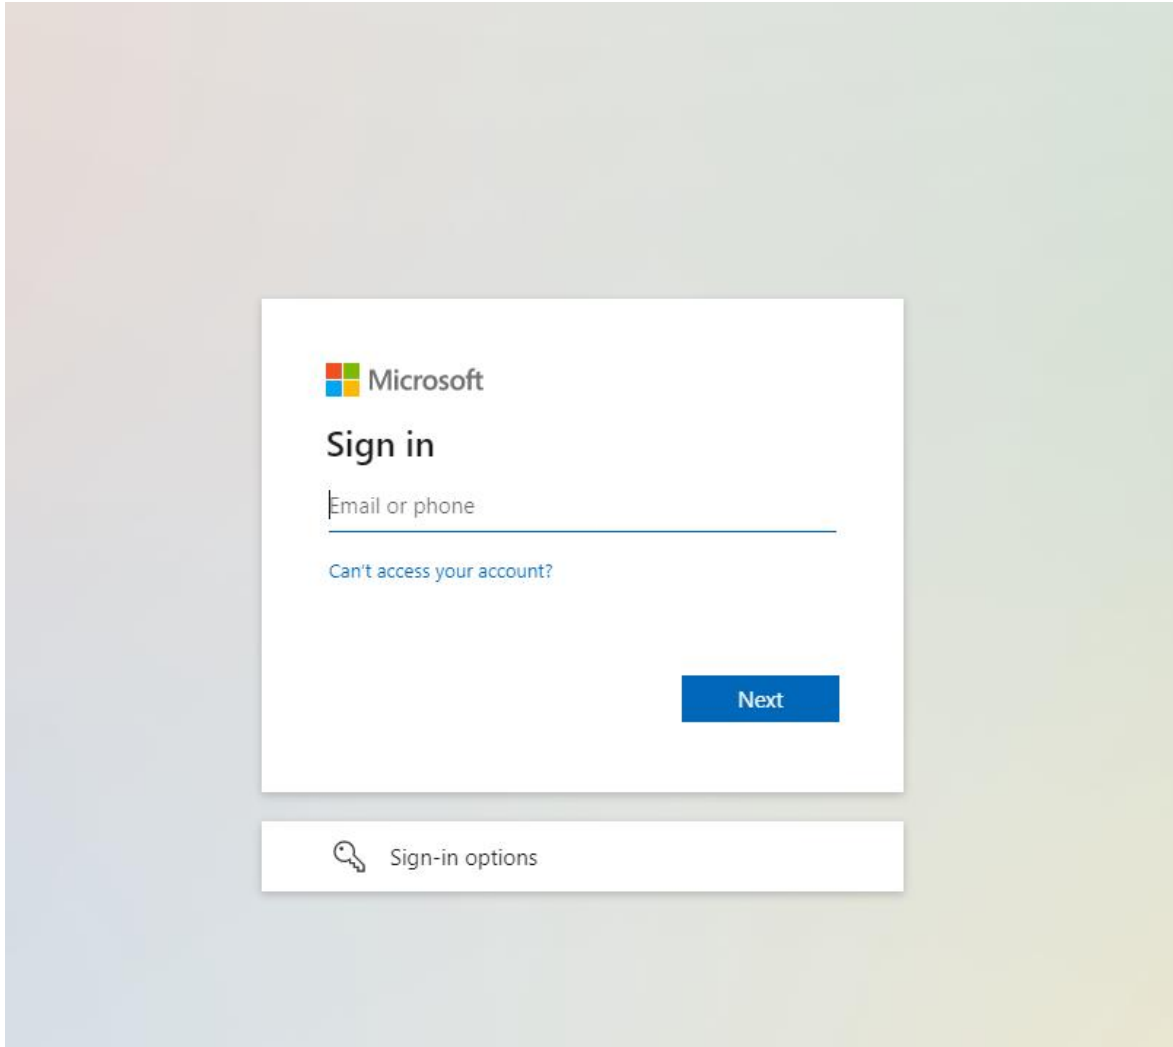 Microsoft
Sign in
Email or phone
Can't access your account?
Next
Sign-in options